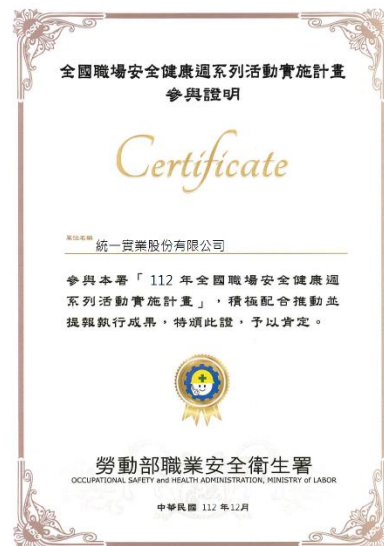 全國職場安全健康週系列活動實施計畫
參與證明
Certificate
單位名稱
統一實業股份有限公司
參與本署「112 年全國職場安全健康週
系列活動實施計畫」，積極配合推動並
提報執行成果，特頒此證，予以肯定。
勞動部職業安全衛生署
OCCUPATIONAL SAFETY and HEALTH ADMINISTRATION, MINISTRY of LABOR
中華民國 112 年12月